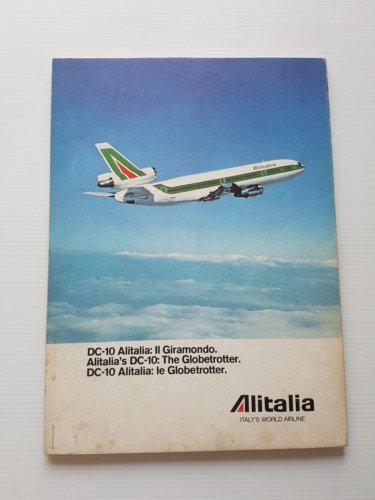 Alitalia
DC-10 Alitalia: Il Giramondo.
Alitalia's DC-10: The Globetrotter.
DC-10 Alitalia: le Globetrotter.
Alitalia
ITALY'S WORLD AIRLINE